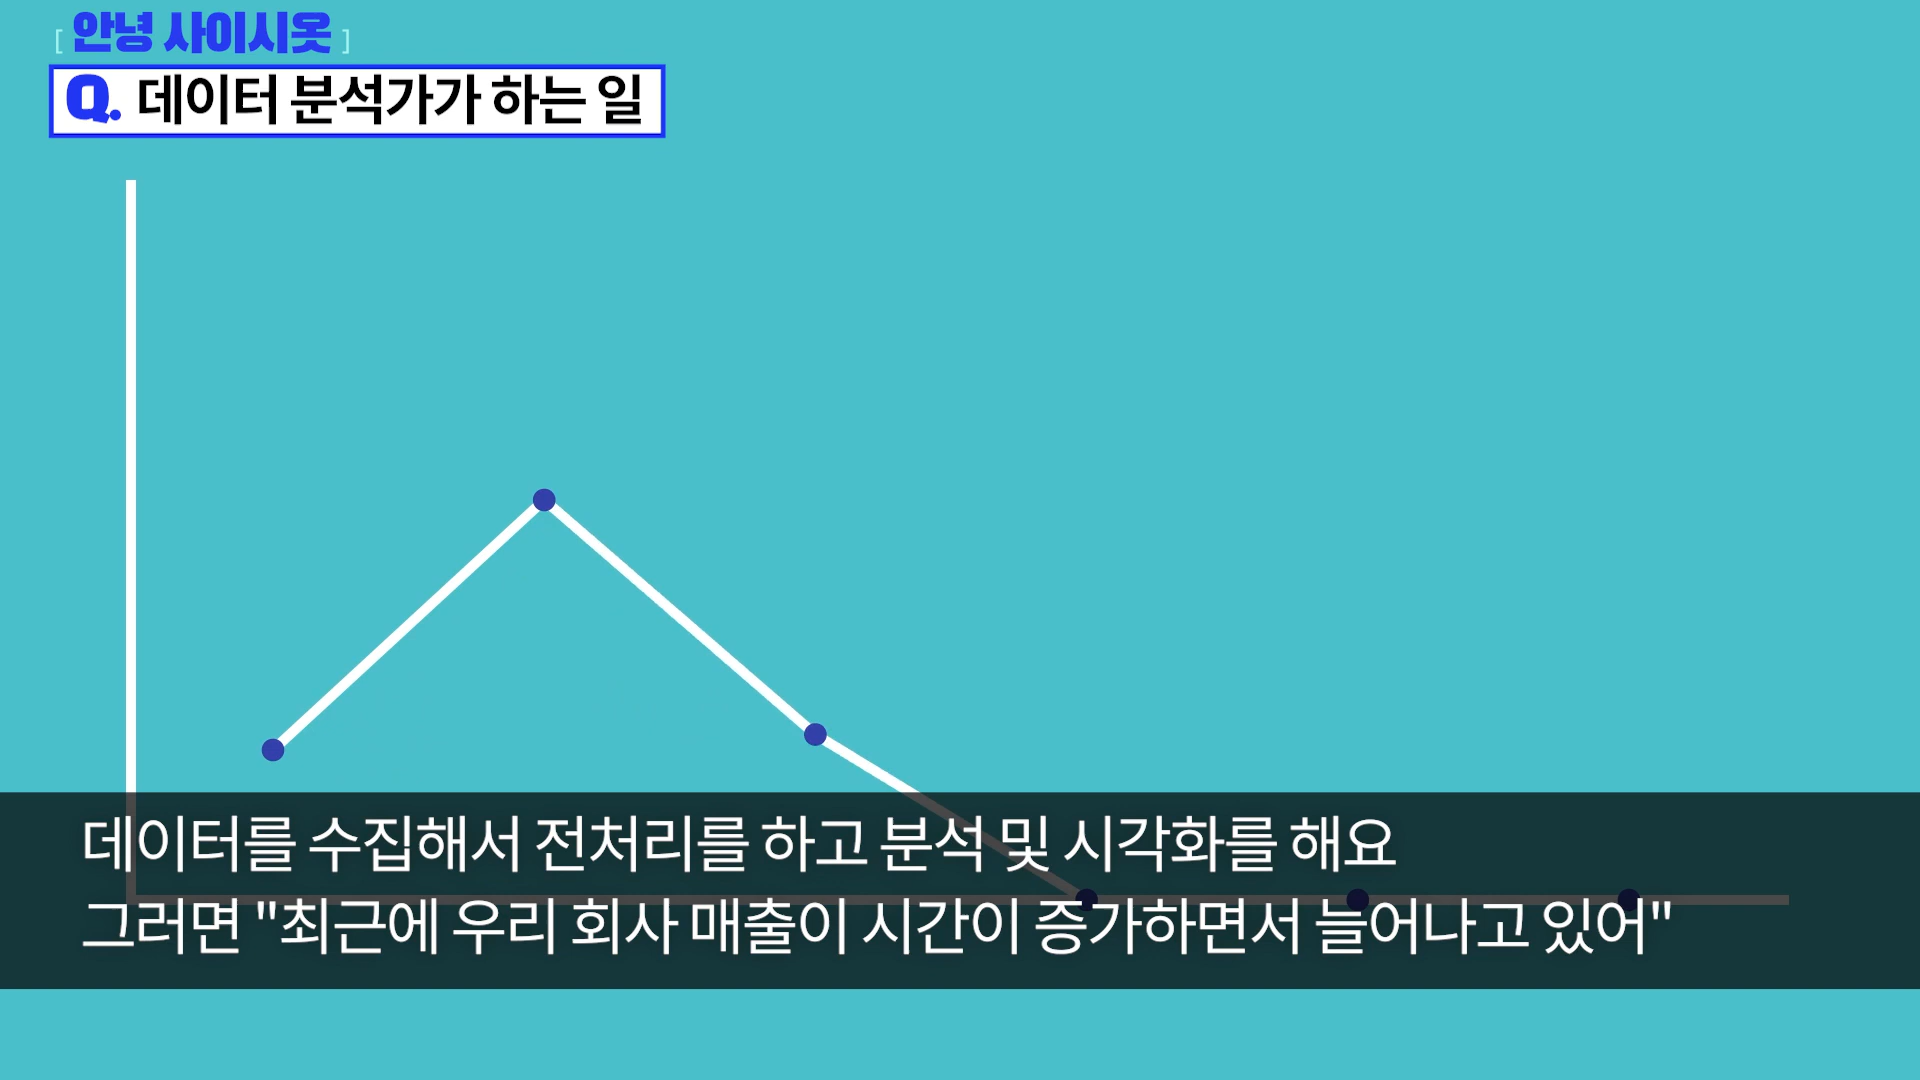 [ 안녕 사이시옷 ]
Q. 데이터 분석가가 하는 일
데이터를 수집해서 전처리를 하고 분석 및 시각화를 해요
그러면 "최근에 우리 회사 매출이 시간이 증가하면서 늘어나고 있어"